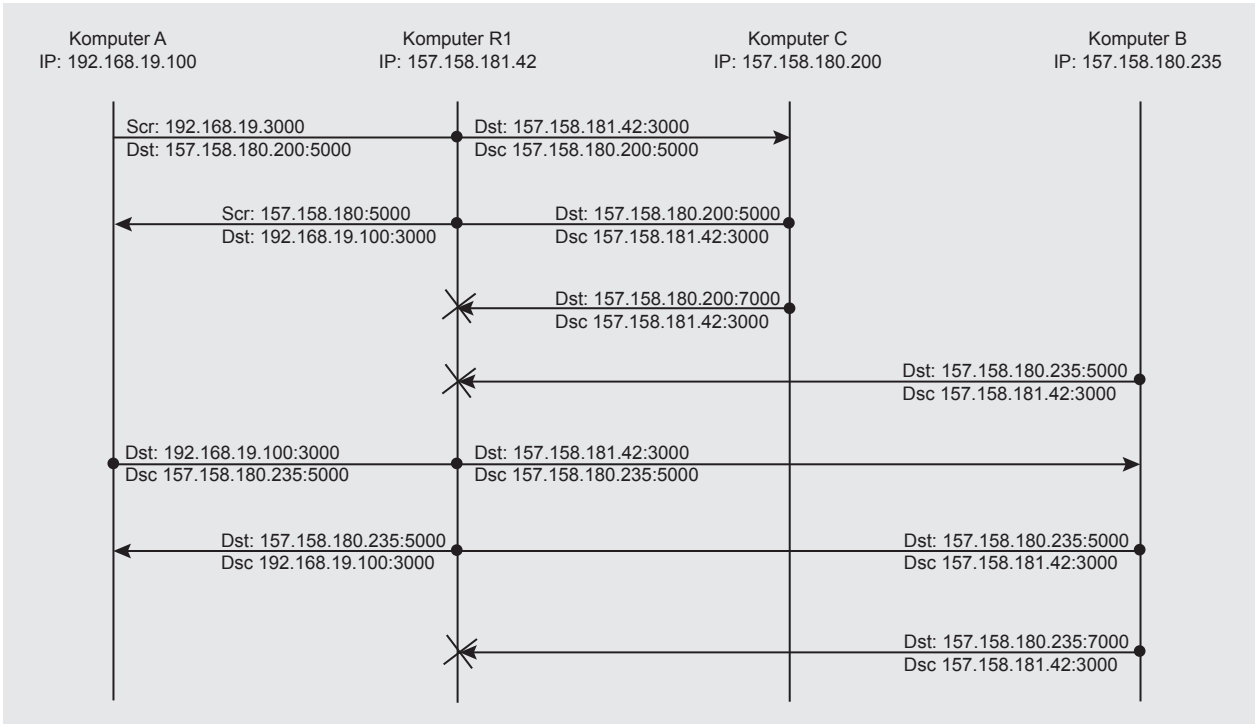 Komputer A
IP: 192.168.19.100
Komputer R1
IP: 157.158.181.42
Komputer C
IP: 157.158.180.200
Komputer B
IP: 157.158.180.235
Scr: 192.168.19.3000
Dst: 157.158.180.200:5000
Dst: 157.158.181.42:3000
Dsc 157.158.180.200:5000
Scr: 157.158.180:5000
Dst: 192.168.19.100:3000
Dst: 157.158.180.200:5000
Dsc 157.158.181.42:3000
Dst: 157.158.180.200:7000
Dsc 157.158.181.42:3000
Dst: 157.158.180.235:5000
Dsc 157.158.181.42:3000
Dst: 192.168.19.100:3000
Dsc 157.158.180.235:5000
Dst: 157.158.181.42:3000
Dsc 157.158.180.235:5000
Dst: 157.158.180.235:5000
Dsc 192.168.19.100:3000
Dst: 157.158.180.235:5000
Dsc 157.158.181.42:3000
Dst: 157.158.180.235:7000
Dsc 157.158.181.42:3000